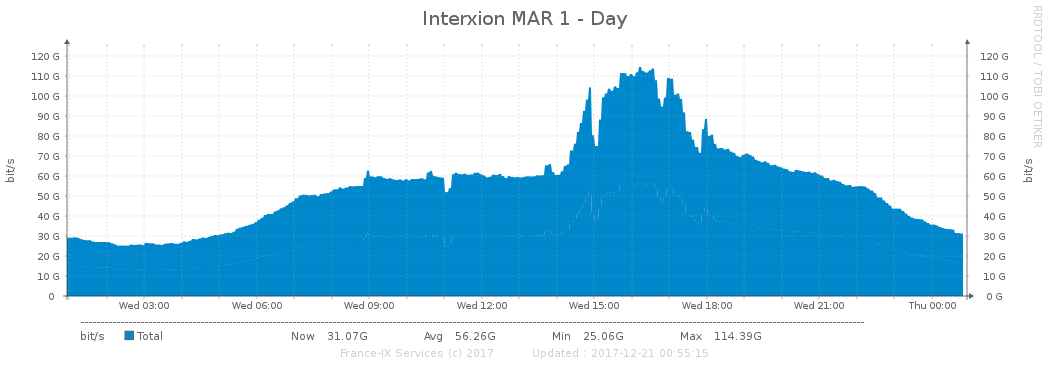 Interxion MAR 1 - Day
RRDTOOL / TOBI OETIKER
bit/s
bit/s
120 G 120 G
110 G 110 G
100 G 100 G
90 G 90 G
80 G 80 G
70 G 70 G
60 G 60 G
50 G 50 G
40 G 40 G
30 G 30 G
20 G 20 G
10 G 10 G
0 0 G
Wed 03:00 Wed 06:00 Wed 09:00 Wed 12:00 Wed 15:00 Wed 18:00 Wed 21:00 Thu 00:00
bit/s Total Now 31.07G Avg 56.26G Min 25.06G Max 114.39G
France-IX Services (c) 2017 Updated : 2017-12-21 00:55:15